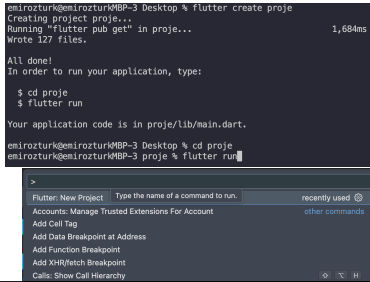 emirozturk@emirozturkMBP-3 Desktop % flutter create proje
Creating project proje...
Running "flutter pub get" in proje... 1,684ms
Wrote 127 files.
All done!
In order to run your application, type:
$ cd proje
$ flutter run
Your application code is in proje/lib/main.dart.
emirozturk@emirozturkMBP-3 Desktop % cd proje
emirozturk@emirozturkMBP-3 proje % flutter run
>
Flutter: New Project Type the name of a command to run. recently used
Accounts: Manage Trusted Extensions For Account other commands
Add Cell Tag
Add Data Breakpoint at Address
Add Function Breakpoint
Add XHR/fetch Breakpoint
Calls: Show Call Hierarchy ⇧ ⌥ H